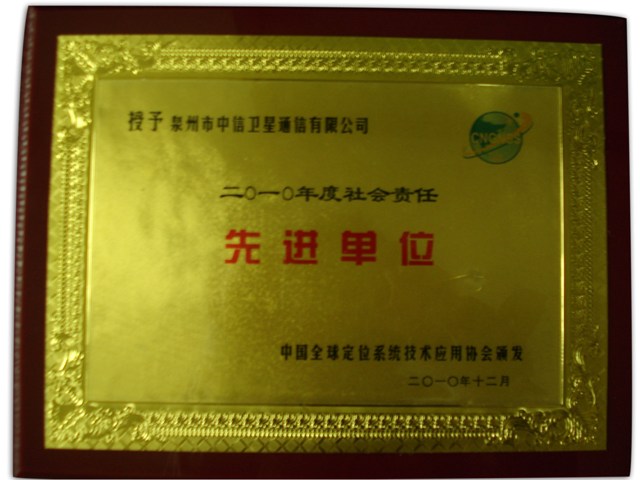 授予 泉州市中信卫星通信有限公司
二〇一〇年度社会责任
先进单位
中国全球定位系统技术应用协会颁发
二〇一〇年十二月